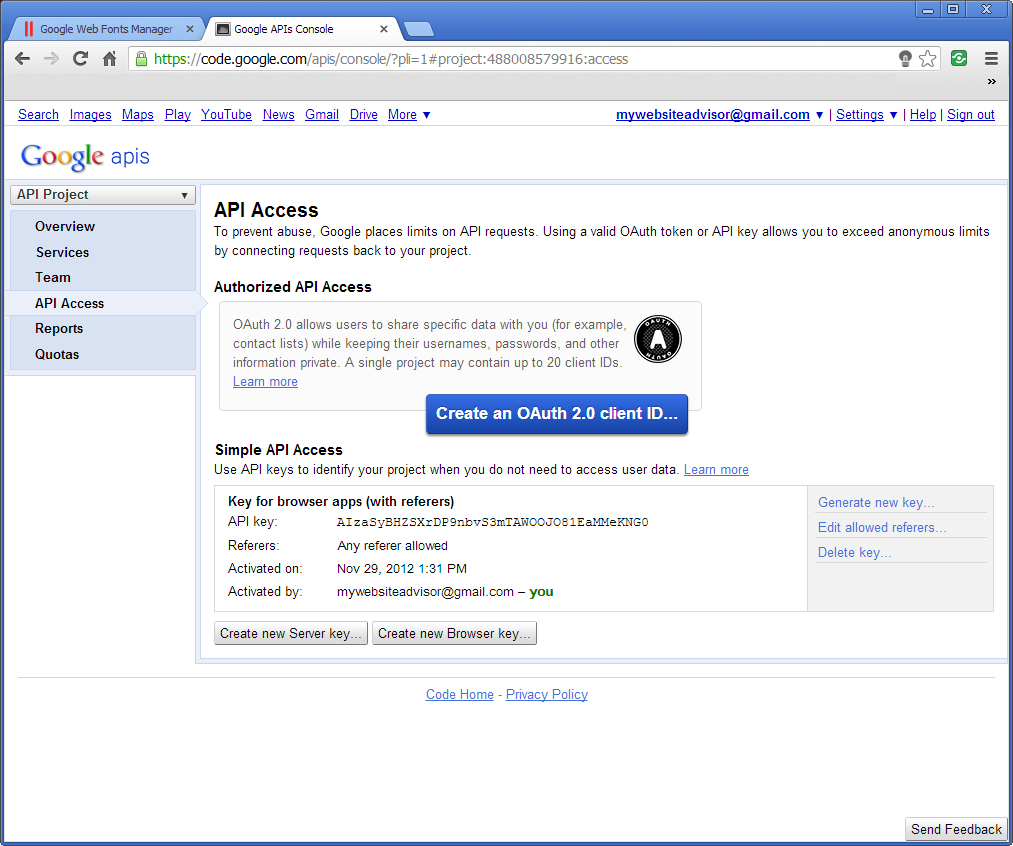 Google Web Fonts Manager
Google APIs Console
https://code.google.com/apis/console/?pli=1#project:488008579916:access
»
Search Images Maps Play YouTube News Gmail Drive More ▼
mywebsiteadvisor@gmail.com ▼ | Settings ▼ | Help | Sign out
Google apis
API Project ▼
Overview
Services
Team
API Access
Reports
Quotas
API Access
To prevent abuse, Google places limits on API requests. Using a valid OAuth token or API key allows you to exceed anonymous limits
by connecting requests back to your project.
Authorized API Access
OAuth 2.0 allows users to share specific data with you (for example,
contact lists) while keeping their usernames, passwords, and other
information private. A single project may contain up to 20 client IDs.
Learn more
OAUTH
A
OAUTH
Create an OAuth 2.0 client ID...
Simple API Access
Use API keys to identify your project when you do not need to access user data. Learn more
Key for browser apps (with referers)
API key: AIzaSyBHZSXrDP9nbvS3mTAWOOJO81EaMMeKNG0
Referers: Any referer allowed
Activated on: Nov 29, 2012 1:31 PM
Activated by: mywebsiteadvisor@gmail.com – you
Generate new key...
Edit allowed referers...
Delete key...
Create new Server key...
Create new Browser key...
Code Home - Privacy Policy
Send Feedback